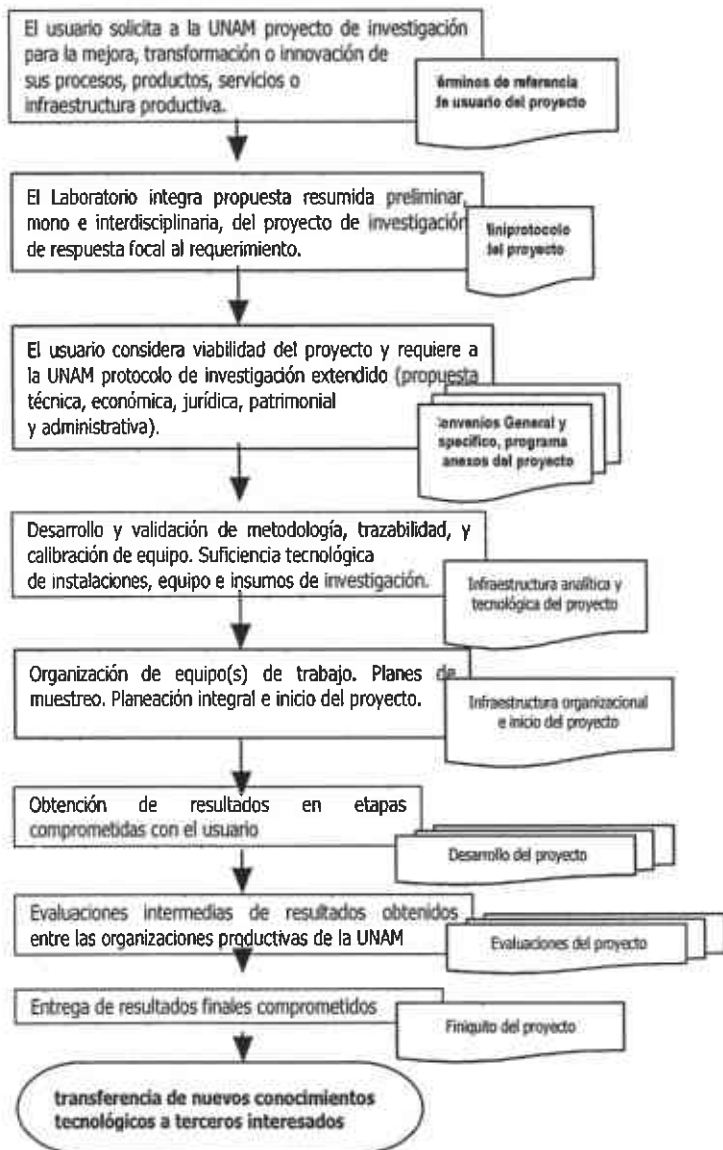 El usuario solicita a la UNAM proyecto de investigación
para la mejora, transformación o innovación de
sus procesos, productos, servicios o
infraestructura productiva.
érminos de referencia
le usuario del proyecto
El Laboratorio integra propuesta resumida preliminar,
mono e interdisciplinaria, del proyecto de investigación
de respuesta focal al requerimiento.
finiprotocolo
lel proyecto
El usuario considera viabilidad del proyecto y requiere a
la UNAM protocolo de investigación extendido (propuesta
técnica, económica, jurídica, patrimonial
y administrativa).
onvenios General y
specífico, programa
anexos del proyecto
Desarrollo y validación de metodología, trazabilidad, y
calibración de equipo. Suficiencia tecnológica
de instalaciones, equipo e insumos de investigación.
Infraestructura analítica y
tecnológica del proyecto
Organización de equipo(s) de trabajo. Planes de
muestreo. Planeación integral e inicio del proyecto.
Infraestructura organizacional
e inicio del proyecto
Obtención de resultados en etapas
comprometidas con el usuario
Desarrollo del proyecto
Evaluaciones intermedias de resultados obtenidos
entre las organizaciones productivas de la UNAM
Evaluaciones del proyecto
Entrega de resultados finales comprometidos
Finiquito del proyecto
transferencia de nuevos conocimientos
tecnológicos a terceros interesados